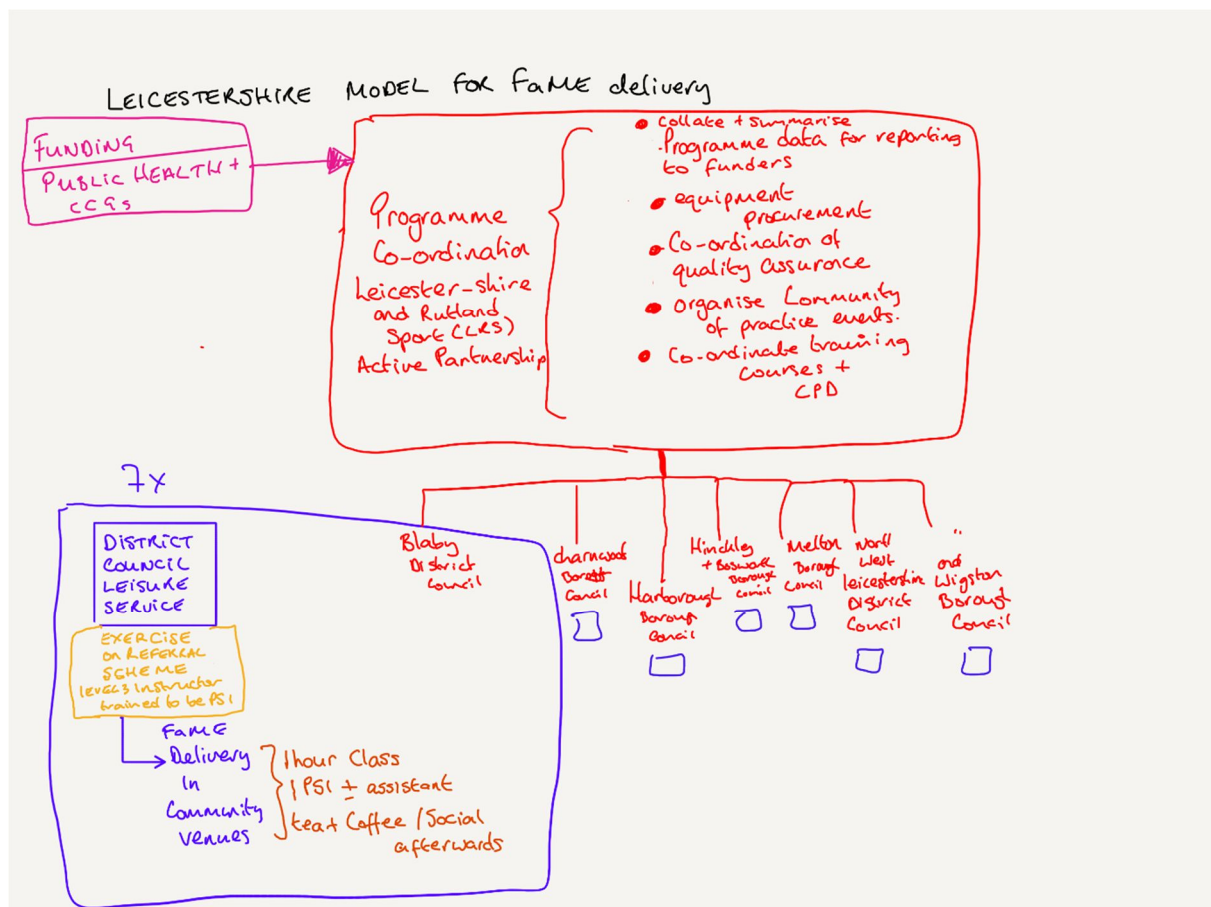 LEICESTERSHIRE MODEL FOR FaME delivery
FUNDING
PUBLIC HEALTH +
CCGs
Programme
Co-ordination
Leicester-shire
and Rutland
Sport (LRS)
Active Partnership
• collate + summarise
. Programme data for reporting
to funders
• equipment
procurement
• Co-ordination of
quality assurance
• organise Community
of practice events.
• Co-ordinate training
courses +
CPD
7x
DISTRICT
COUNCIL
LEISURE
SERVICE
EXERCISE
on REFERRAL
SCHEME
LEVEL 3 instructor
trained to be PSI
FaME
Delivery
In
Community
Venues
1hour Class
1 PSI ± assistant
tea + Coffee / Social
afterwards
Blaby
District
Council
charnwood
Council
Harborough
Borough
Council
Hinckley
+ Bosworth
Borough
Council
Melton
Borough
Council
North
West
leicestershire
District
Council
and
Wigston
Borough
Council